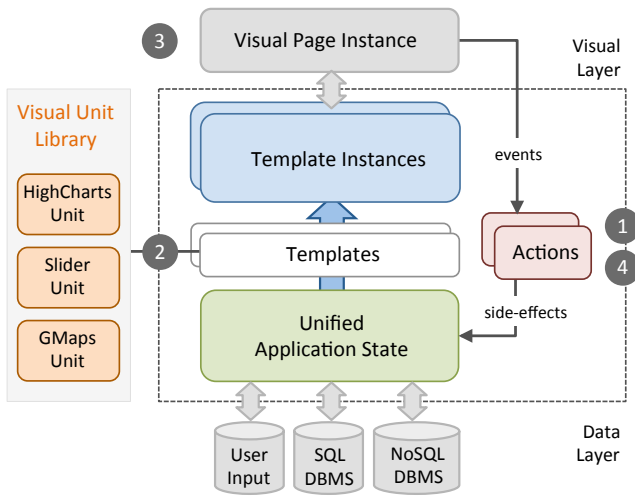 3
Visual Page Instance
Visual
Layer
Visual Unit
Library
Template Instances
HighCharts
Unit
events
1
2
Templates
Actions
4
Slider
Unit
side-effects
Unified
Application State
GMaps
Unit
User
Input
SQL
DBMS
NoSQL
DBMS
Data
Layer